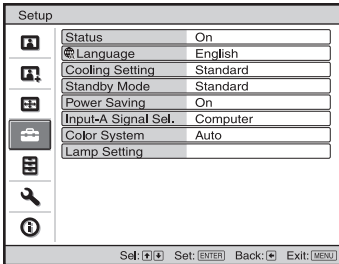 Setup
Status On
Language English
Cooling Setting Standard
Standby Mode Standard
Power Saving On
Input-A Signal Sel. Computer
Color System Auto
Lamp Setting
Sel: Set: ENTER Back: Exit: MENU